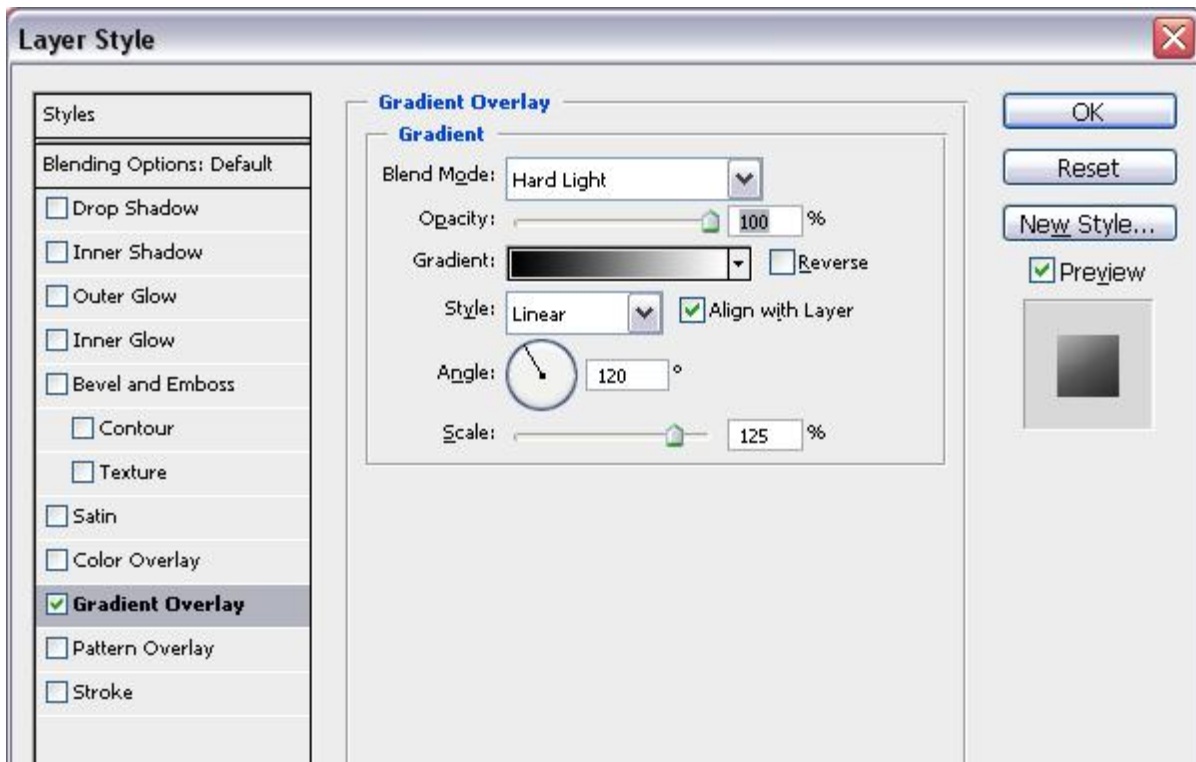 Layer Style
Styles
Blending Options: Default
Drop Shadow
Inner Shadow
Outer Glow
Inner Glow
Bevel and Emboss
Contour
Texture
Satin
Color Overlay
Gradient Overlay
Pattern Overlay
Stroke
Gradient Overlay
Gradient
Blend Mode: Hard Light
Opacity: 100 %
Gradient: Reverse
Style: Linear Align with Layer
Angle: 120 °
Scale: 125 %
OK
Reset
New Style...
Preview